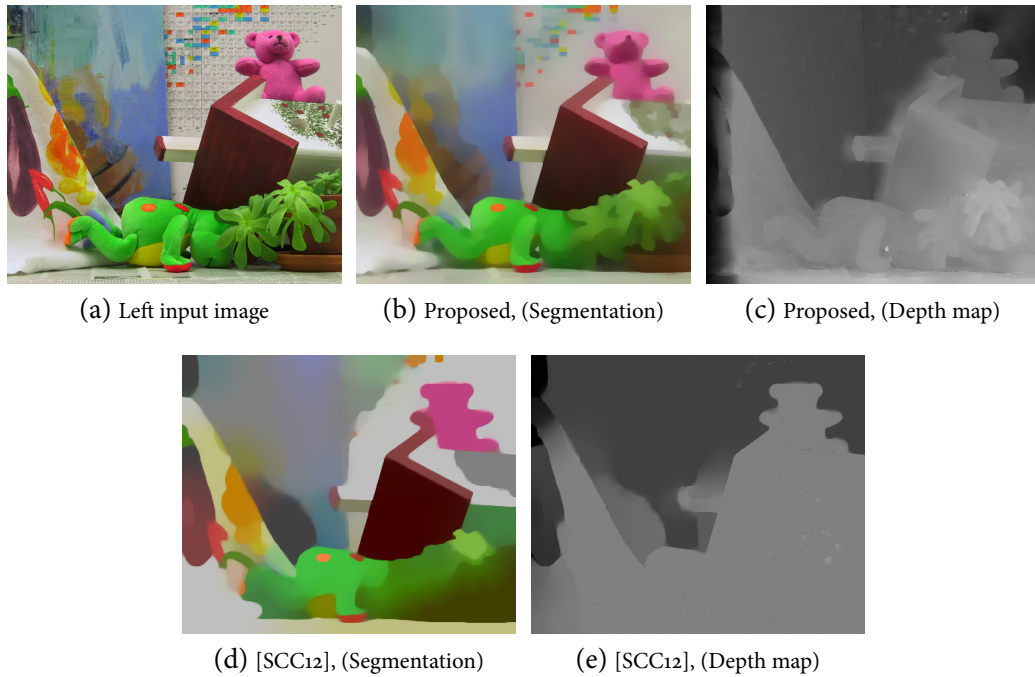 (a) Left input image
(b) Proposed, (Segmentation)
(c) Proposed, (Depth map)
(d) [SCC12], (Segmentation)
(e) [SCC12], (Depth map)